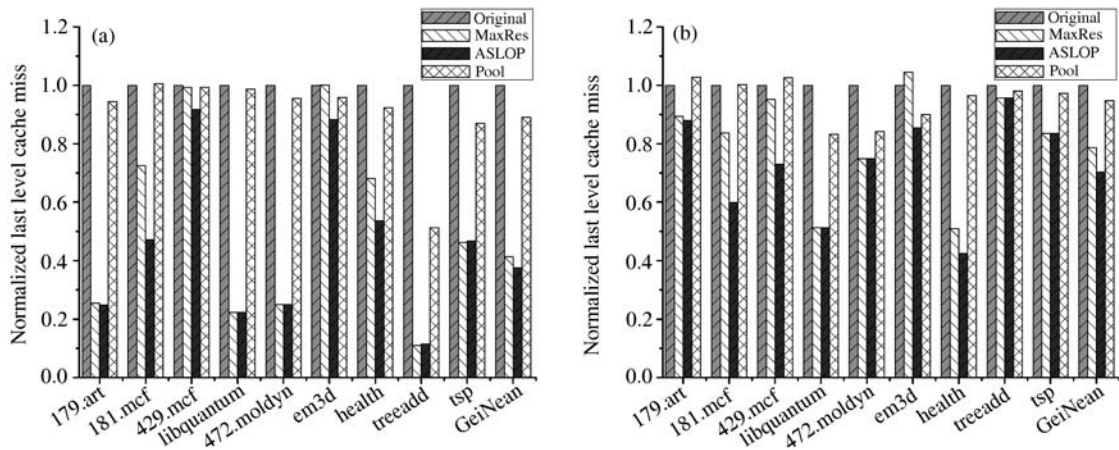 (a)
Original
MaxRes
ASLOP
Pool
Normalized last level cache miss
1.2
1.0
0.8
0.6
0.4
0.2
0.0
179.art
181.mcf
429.mcf
libquantum
472.moldyn
em3d
health
treeadd
tsp
GeiNean
(b)
Original
MaxRes
ASLOP
Pool
Normalized last level cache miss
1.2
1.0
0.8
0.6
0.4
0.2
0.0
179.art
181.mcf
429.mcf
libquantum
472.moldyn
em3d
health
treeadd
tsp
GeiNean